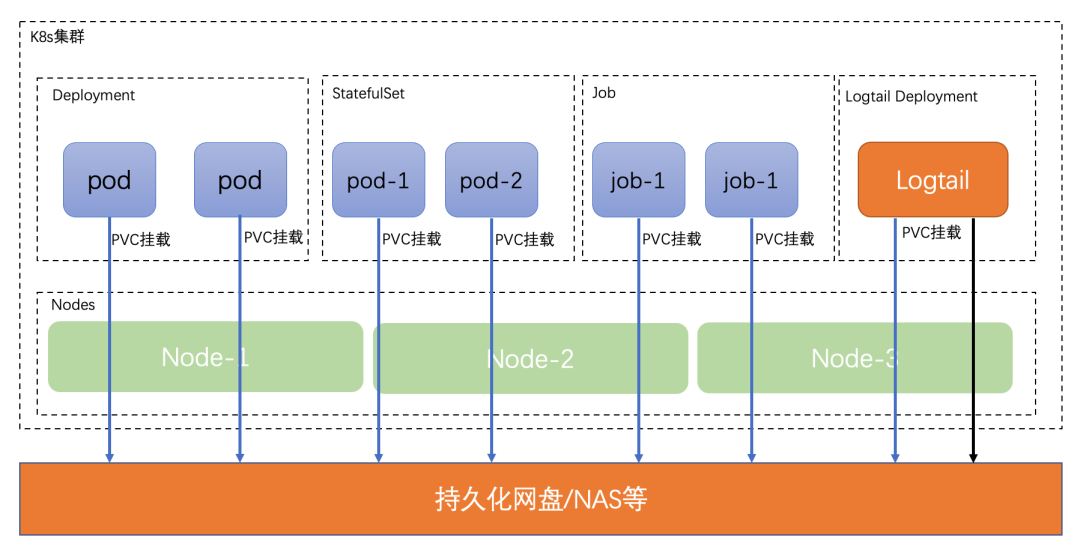 K8s集群
Deployment
StatefulSet
Job
Logtail Deployment
pod
pod
pod-1
pod-2
job-1
job-1
Logtail
PVC挂载
PVC挂载
PVC挂载
PVC挂载
PVC挂载
PVC挂载
PVC挂载
Nodes
Node-1
Node-2
Node-3
持久化网盘/NAS等